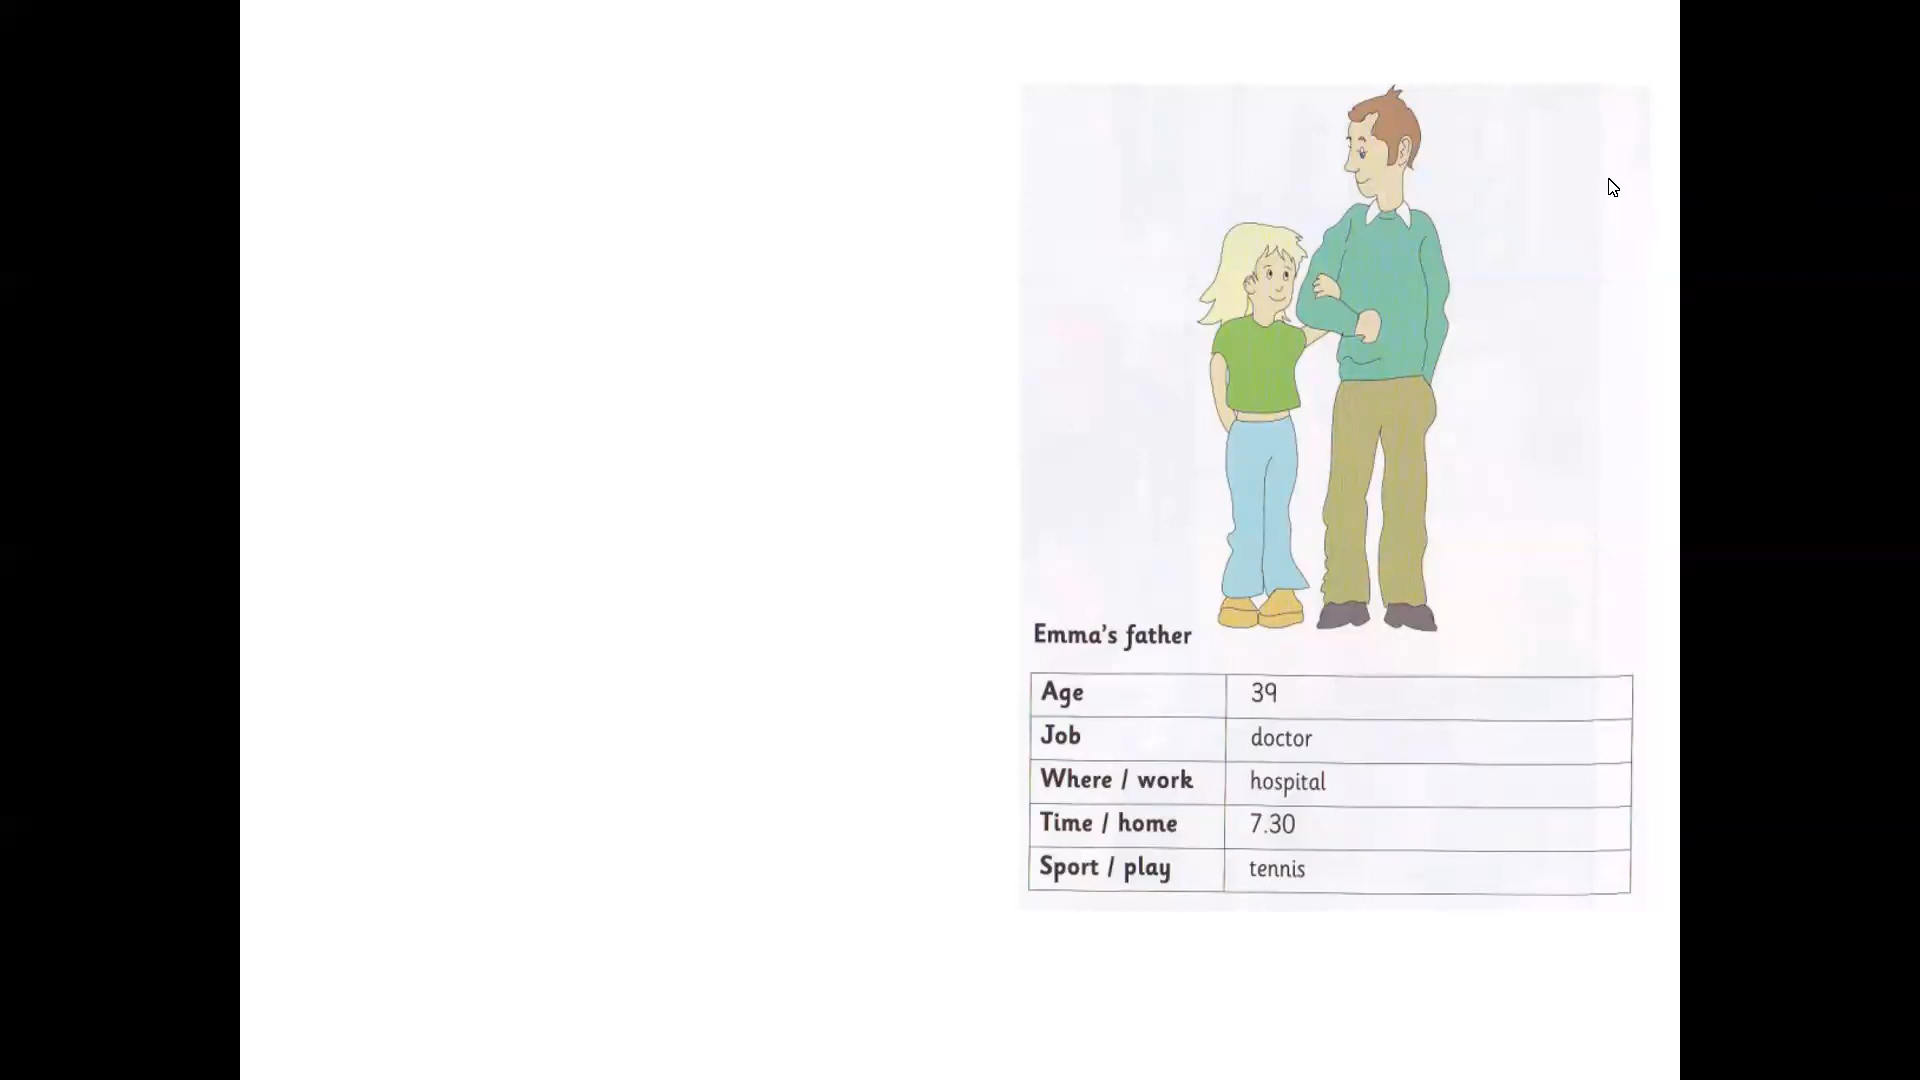 Emma's father
Age 39
Job doctor
Where / work hospital
Time / home 7.30
Sport / play tennis